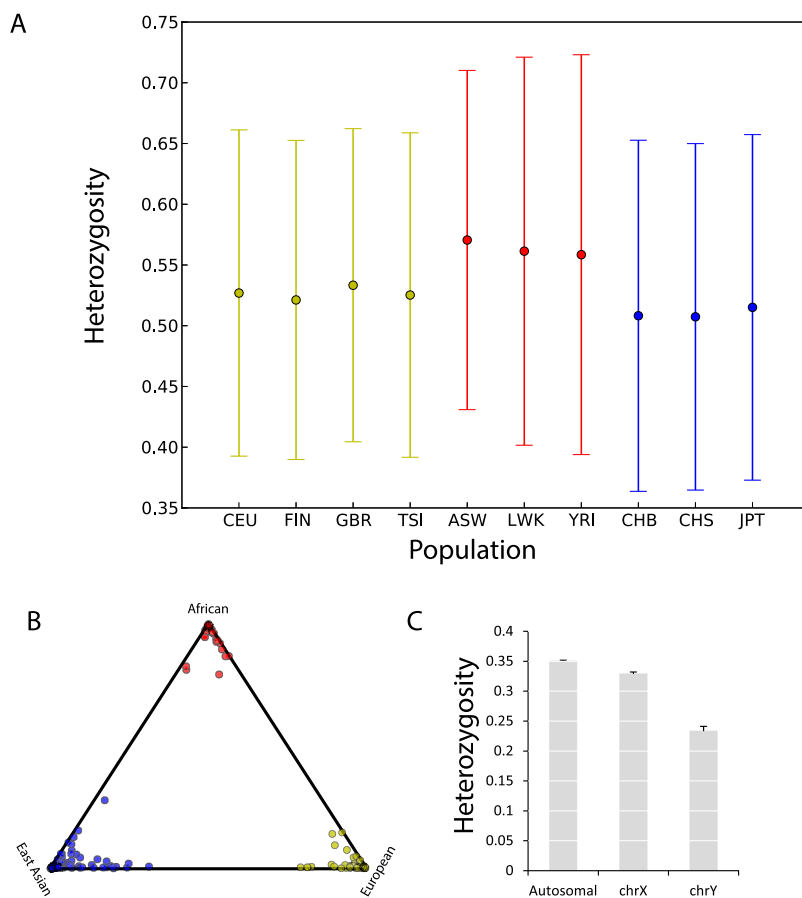 A
0.75
0.70
0.65
0.60
0.55
0.50
0.45
0.40
0.35
Heterozygosity
CEU FIN GBR TSI ASW LWK YRI CHB CHS JPT
Population
B
African
East Asian
European
C
0.4
0.35
0.3
0.25
0.2
0.15
0.1
0.05
0
Heterozygosity
Autosomal chrX chrY